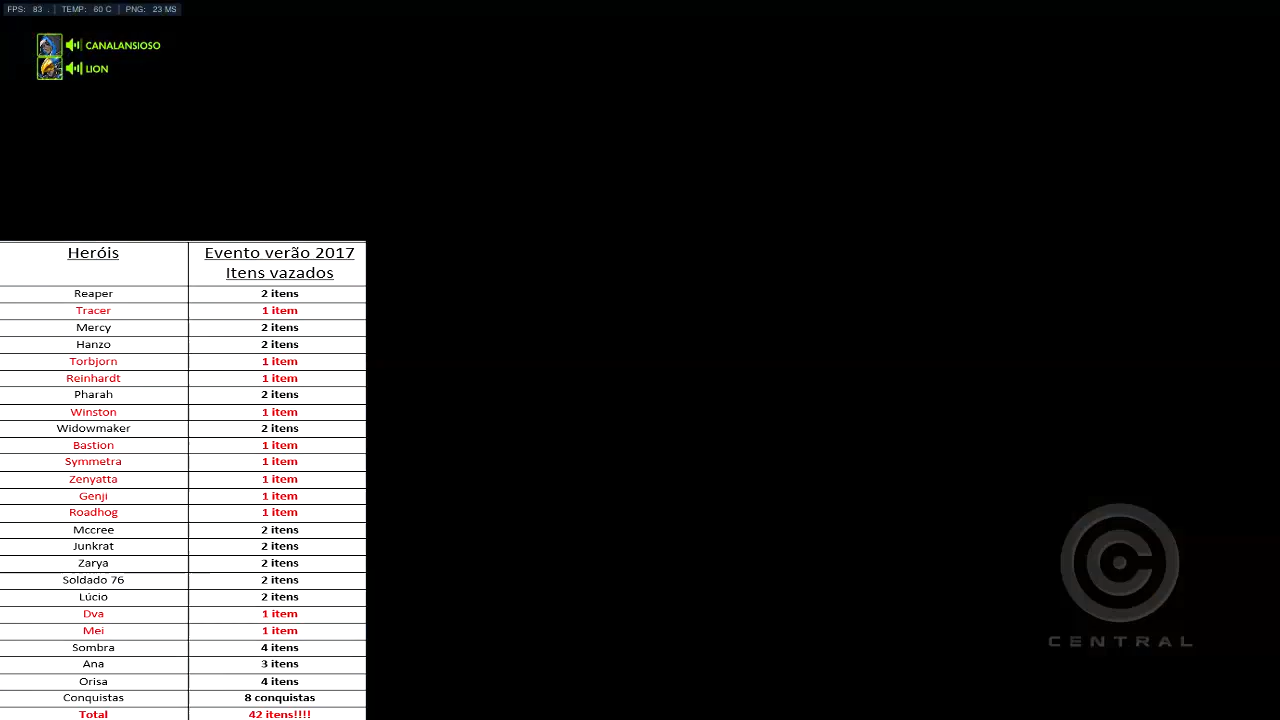 FPS: 83 . | TEMP: 60 C | PNG: 23 MS
CANALANSIOSO
LION
Heróis Evento verão 2017
Itens vazados
Reaper 2 itens
Tracer 1 item
Mercy 2 itens
Hanzo 2 itens
Torbjorn 1 item
Reinhardt 1 item
Pharah 2 itens
Winston 1 item
Widowmaker 2 itens
Bastion 1 item
Symmetra 1 item
Zenyatta 1 item
Genji 1 item
Roadhog 1 item
Mccree 2 itens
Junkrat 2 itens
Zarya 2 itens
Soldado 76 2 itens
Lúcio 2 itens
Dva 1 item
Mei 1 item
Sombra 4 itens
Ana 3 itens
Orisa 4 itens
Conquistas 8 conquistas
Total 42 itens!!!!
CENTRAL